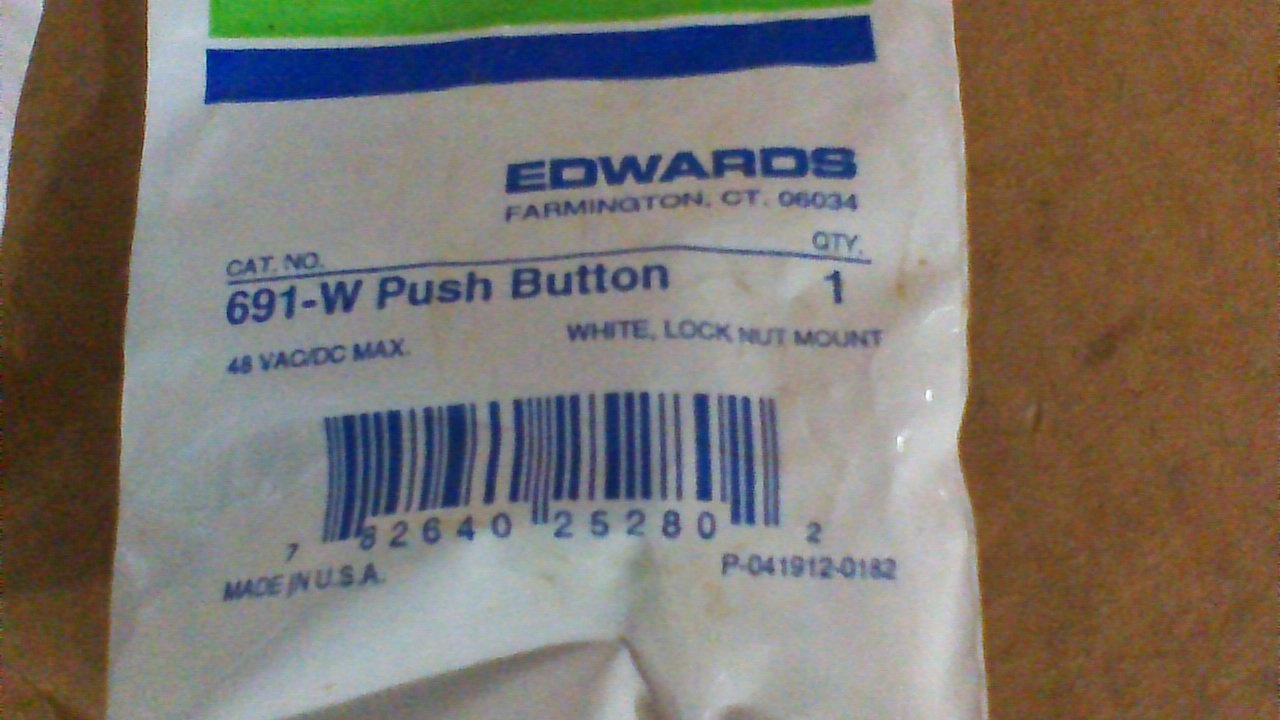 EDWARDS
FARMINGTON, CT. 06034
CAT. NO. QTY.
691-W Push Button 1
48 VAC/DC MAX. WHITE, LOCK NUT MOUNT
7 82640 25280 2
MADE IN U.S.A. P-041912-0182